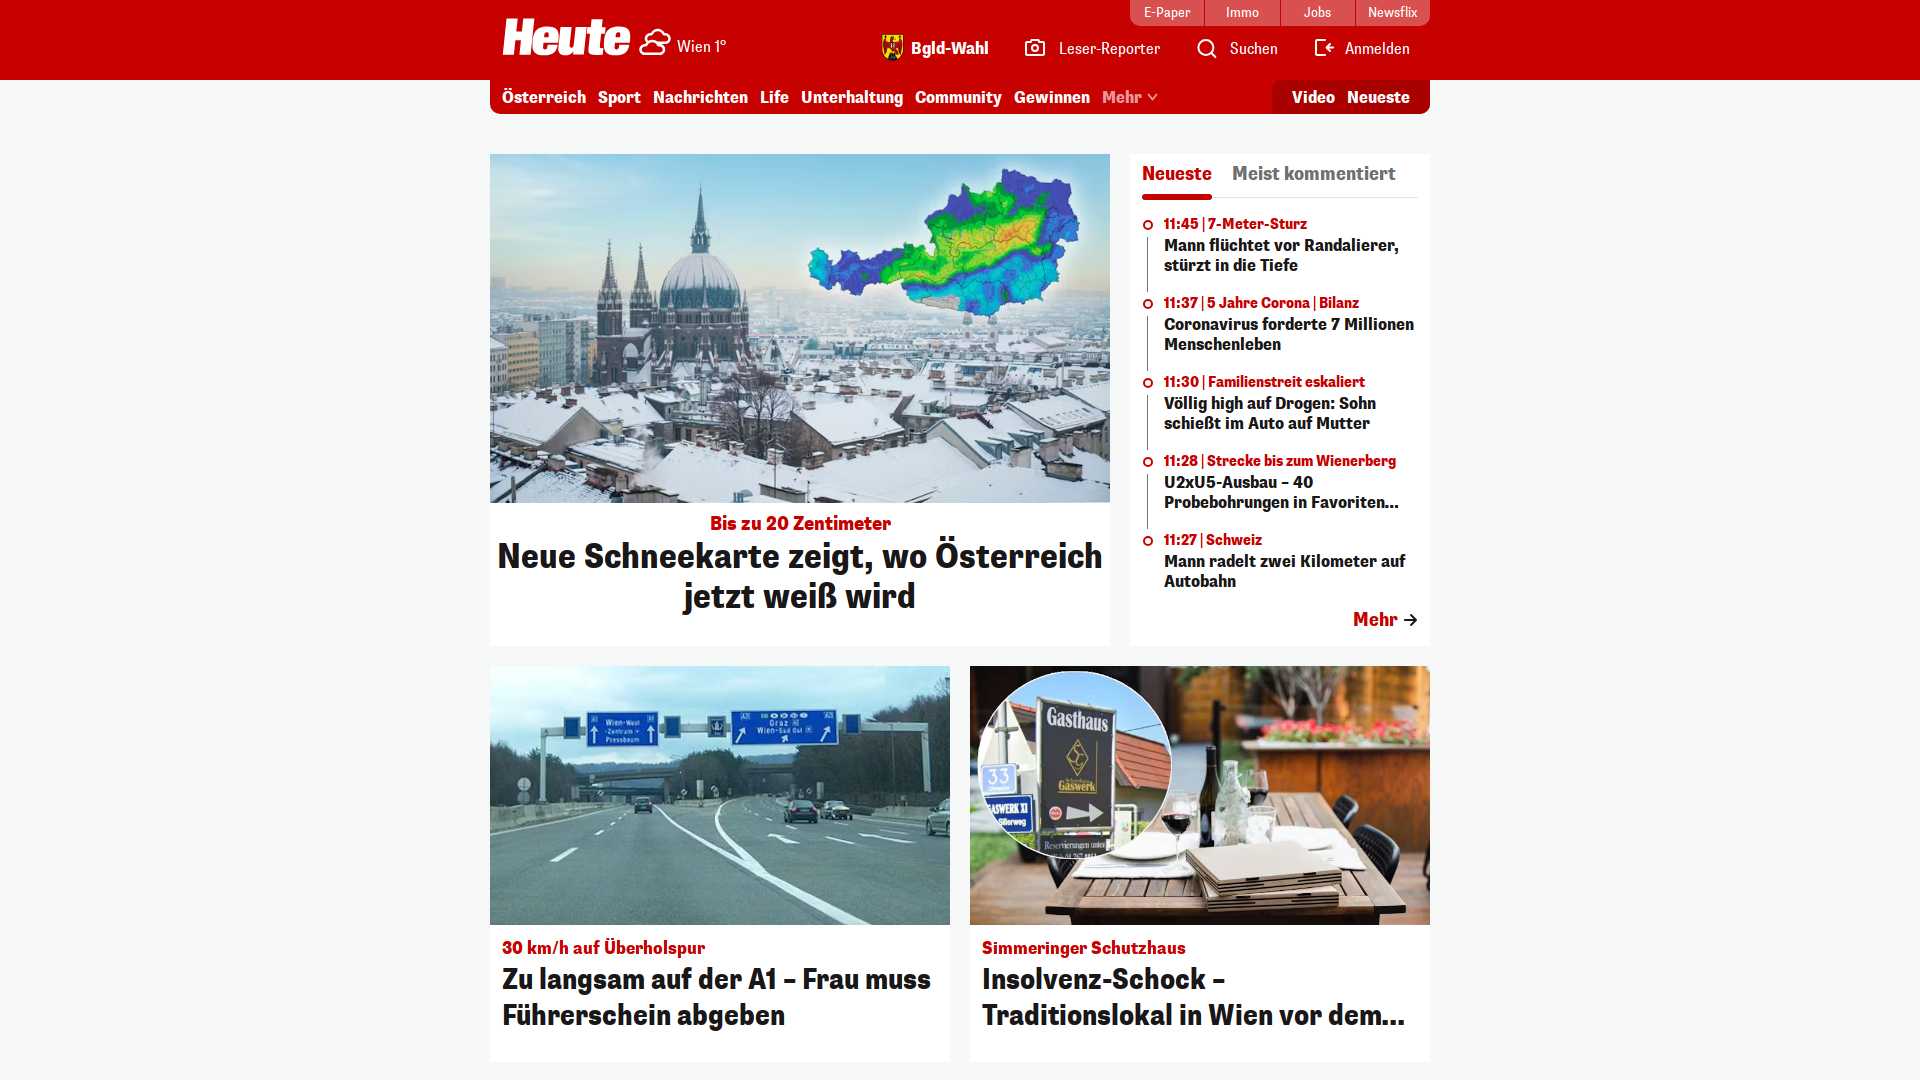 E-Paper
Immo
Jobs
Newsflix
Heute
Wien 1°
Bgld-Wahl
Leser-Reporter
Suchen
Anmelden
Österreich Sport Nachrichten Life Unterhaltung Community Gewinnen Mehr
Video Neueste
Neueste Meist kommentiert
11:45 | 7-Meter-Sturz
Mann flüchtet vor Randalierer,
stürzt in die Tiefe
11:37 | 5 Jahre Corona | Bilanz
Coronavirus forderte 7 Millionen
Menschenleben
11:30 | Familienstreit eskaliert
Völlig high auf Drogen: Sohn
schießt im Auto auf Mutter
11:28 | Strecke bis zum Wienerberg
U2xU5-Ausbau – 40
Probebohrungen in Favoriten...
11:27 | Schweiz
Mann radelt zwei Kilometer auf
Autobahn
Mehr
Bis zu 20 Zentimeter
Neue Schneekarte zeigt, wo Österreich
jetzt weiß wird
Wien-West
-Zentrum
Pressbaum
Graz
Wien-Süd Ost
30 km/h auf Überholspur
Zu langsam auf der A1 – Frau muss
Führerschein abgeben
Gasthaus
Gaswerk
33
GASWERK XI
Reservierungen unter
Simmeringer Schutzhaus
Insolvenz-Schock –
Traditionslokal in Wien vor dem...